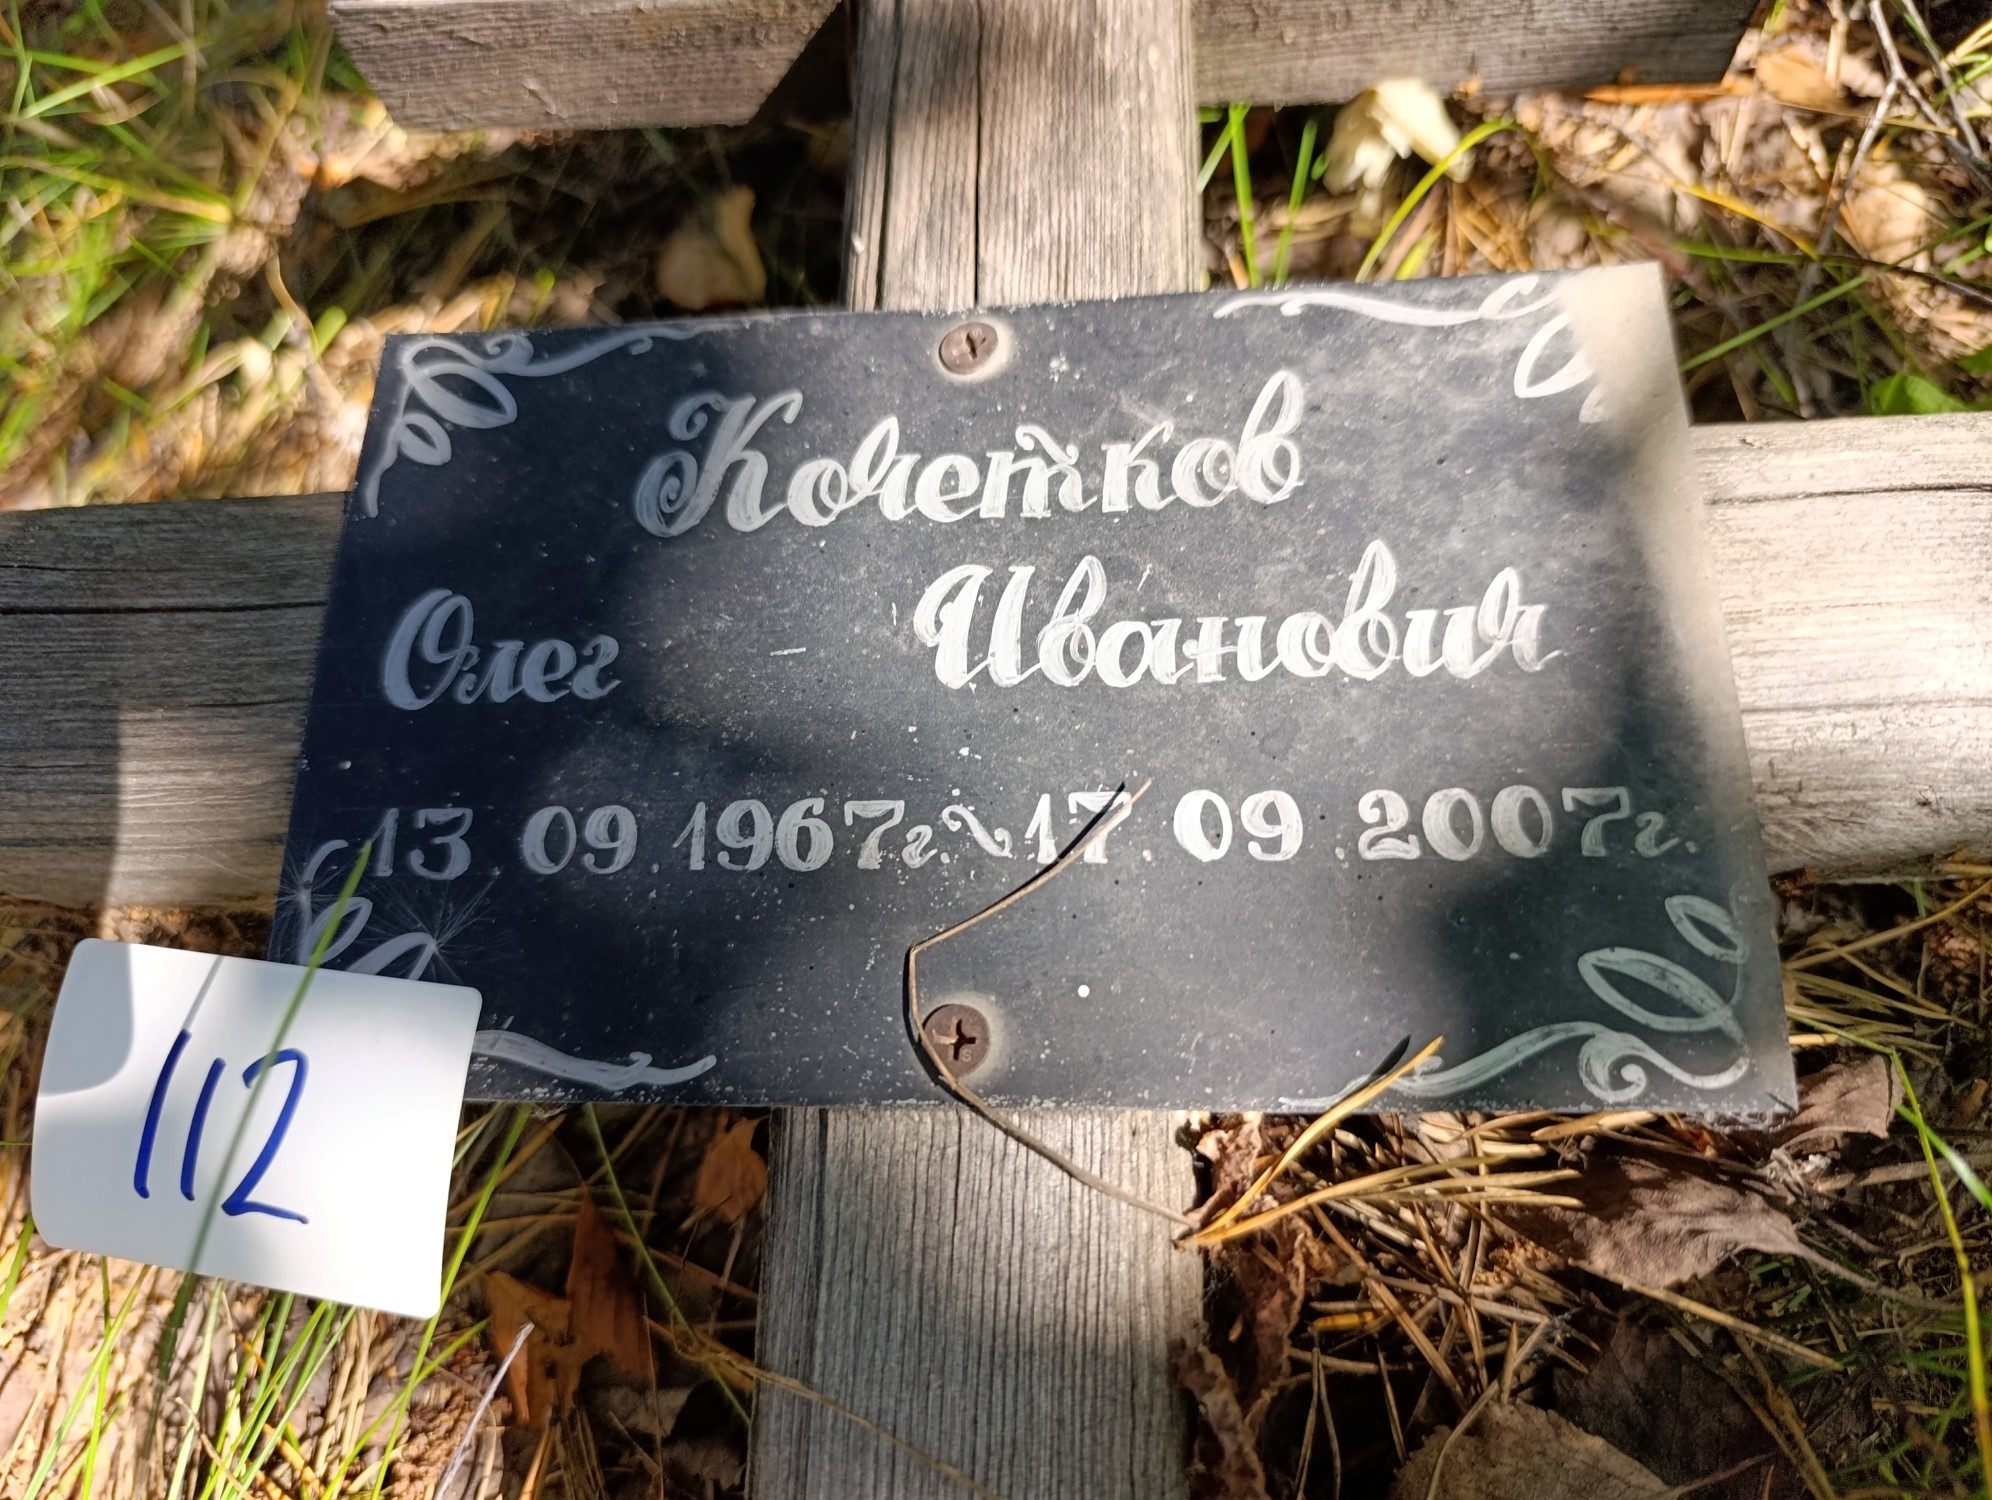 Кочетков
Олег Иванович
13.09.1967г.~17.09.2007г.
112